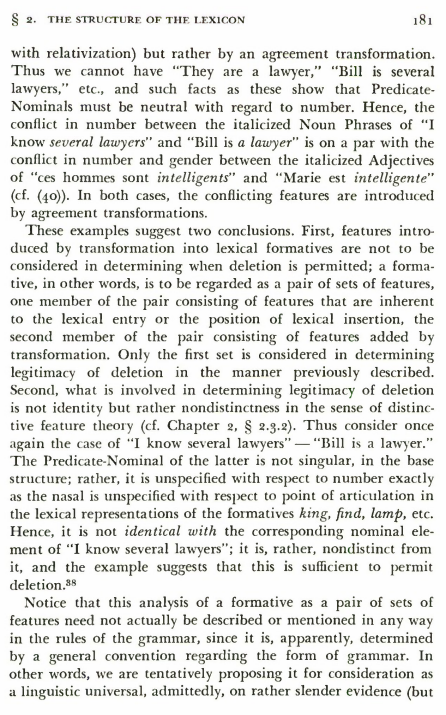 § 2. THE STRUCTURE OF THE LEXICON 181
with relativization) but rather by an agreement transformation.
Thus we cannot have "They are a lawyer," "Bill is several
lawyers," etc., and such facts as these show that Predicate-
Nominals must be neutral with regard to number. Hence, the
conflict in number between the italicized Noun Phrases of "I
know several lawyers" and "Bill is a lawyer" is on a par with the
conflict in number and gender between the italicized Adjectives
of "ces hommes sont intelligents" and "Marie est intelligente"
(cf. (40)). In both cases, the conflicting features are introduced
by agreement transformations.
These examples suggest two conclusions. First, features intro-
duced by transformation into lexical formatives are not to be
considered in determining when deletion is permitted; a forma-
tive, in other words, is to be regarded as a pair of sets of features,
one member of the pair consisting of features that are inherent
to the lexical entry or the position of lexical insertion, the
second member of the pair consisting of features added by
transformation. Only the first set is considered in determining
legitimacy of deletion in the manner previously described.
Second, what is involved in determining legitimacy of deletion
is not identity but rather nondistinctness in the sense of distinc-
tive feature theory (cf. Chapter 2, § 2.3.2). Thus consider once
again the case of "I know several lawyers" — "Bill is a lawyer."
The Predicate-Nominal of the latter is not singular, in the base
structure; rather, it is unspecified with respect to number exactly
as the nasal is unspecified with respect to point of articulation in
the lexical representations of the formatives king, find, lamp, etc.
Hence, it is not identical with the corresponding nominal ele-
ment of "I know several lawyers"; it is, rather, nondistinct from
it, and the example suggests that this is sufficient to permit
deletion.38
Notice that this analysis of a formative as a pair of sets of
features need not actually be described or mentioned in any way
in the rules of the grammar, since it is, apparently, determined
by a general convention regarding the form of grammar. In
other words, we are tentatively proposing it for consideration as
a linguistic universal, admittedly, on rather slender evidence (but